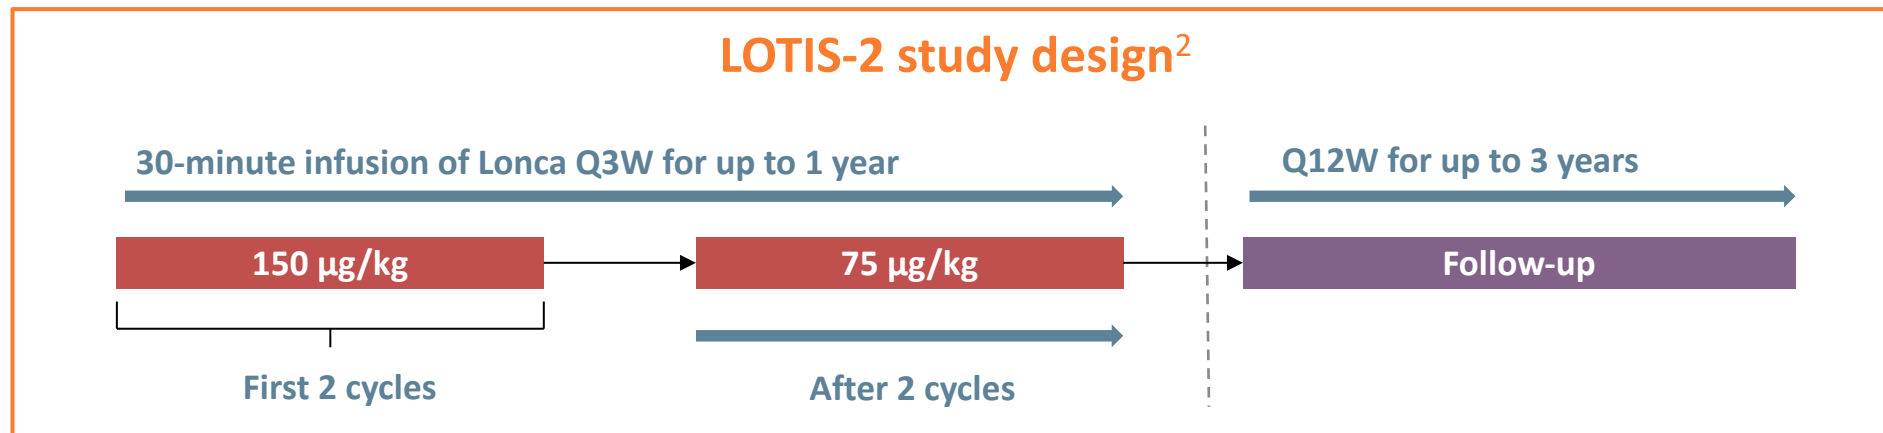 LOTIS-2 study design²
30-minute infusion of Lonca Q3W for up to 1 year
Q12W for up to 3 years
150 µg/kg
75 µg/kg
Follow-up
First 2 cycles
After 2 cycles